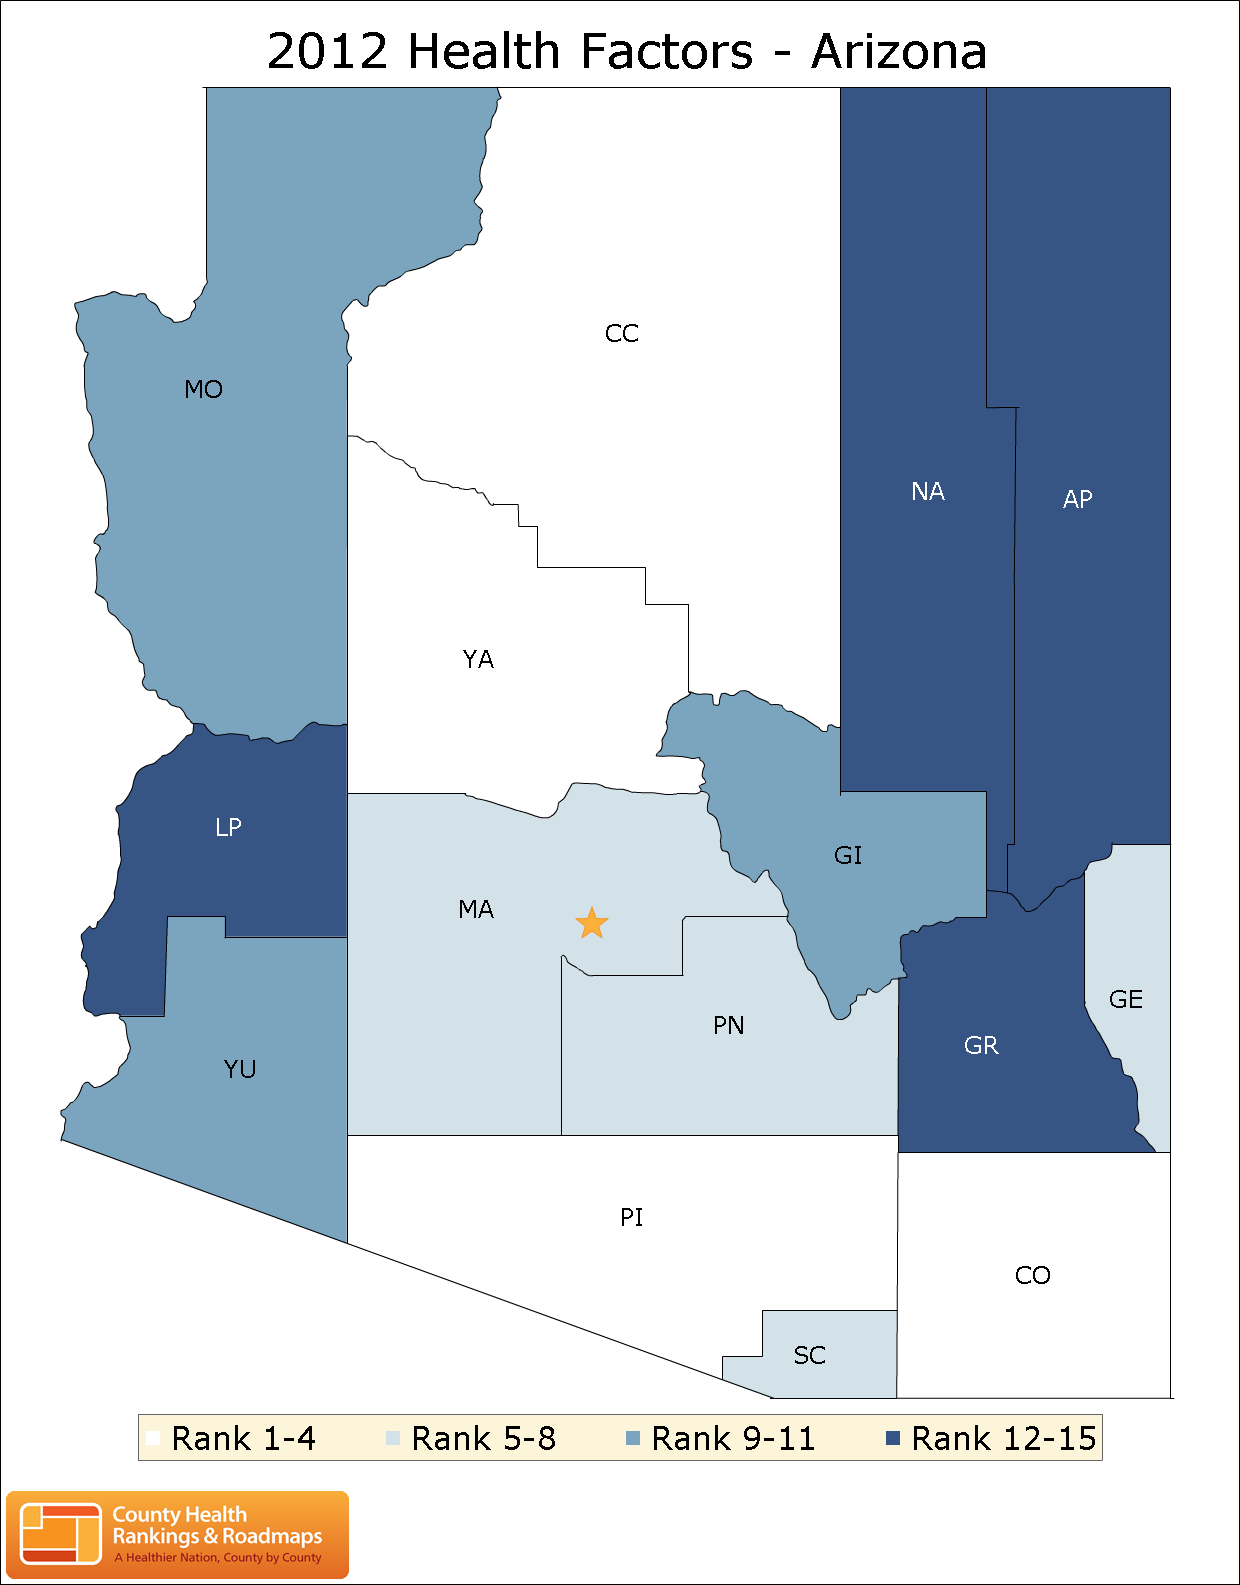 2012 Health Factors - Arizona
CC
MO
NA
AP
YA
LP
GI
MA
GE
PN
GR
YU
PI
CO
SC
Rank 1-4 Rank 5-8 Rank 9-11 Rank 12-15
County Health
Rankings & Roadmaps
A Healthier Nation, County by County